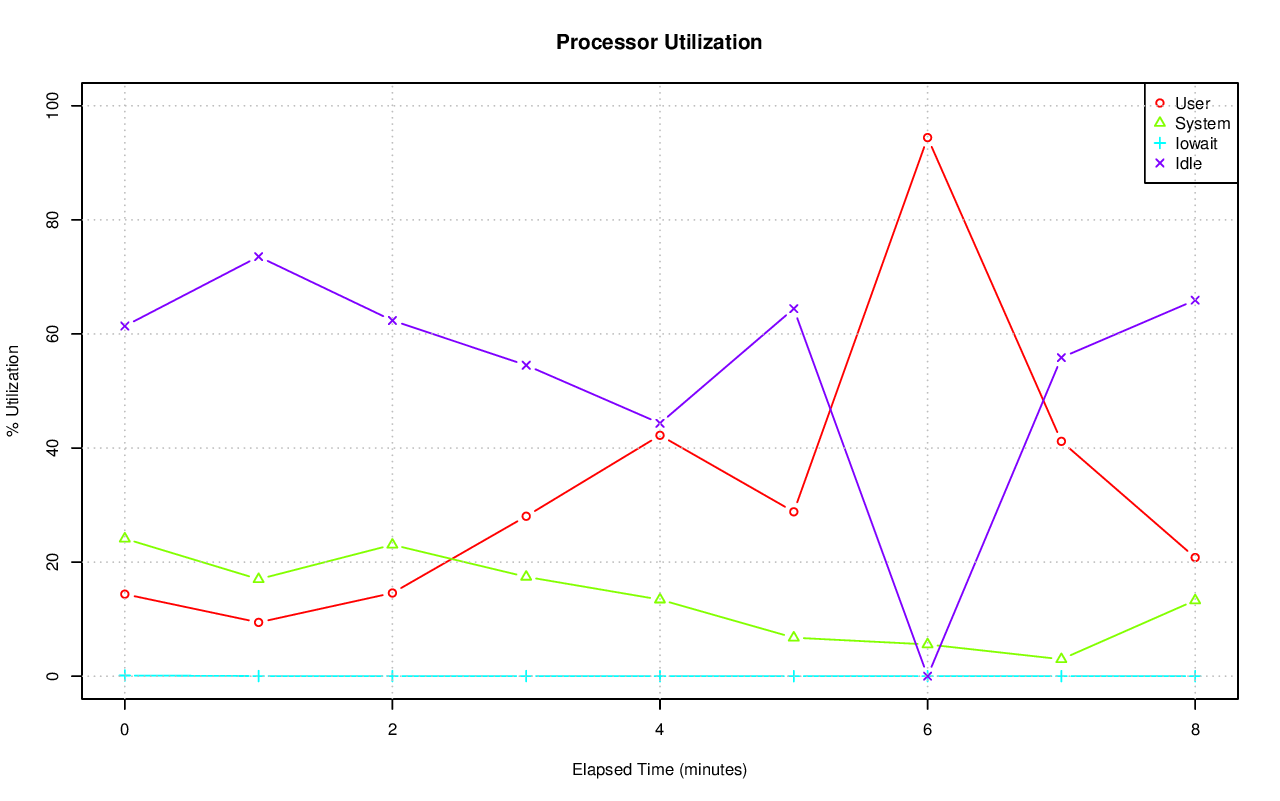 Processor Utilization
User
System
Iowait
Idle
% Utilization
100
80
60
40
20
0
0 2 4 6 8
Elapsed Time (minutes)